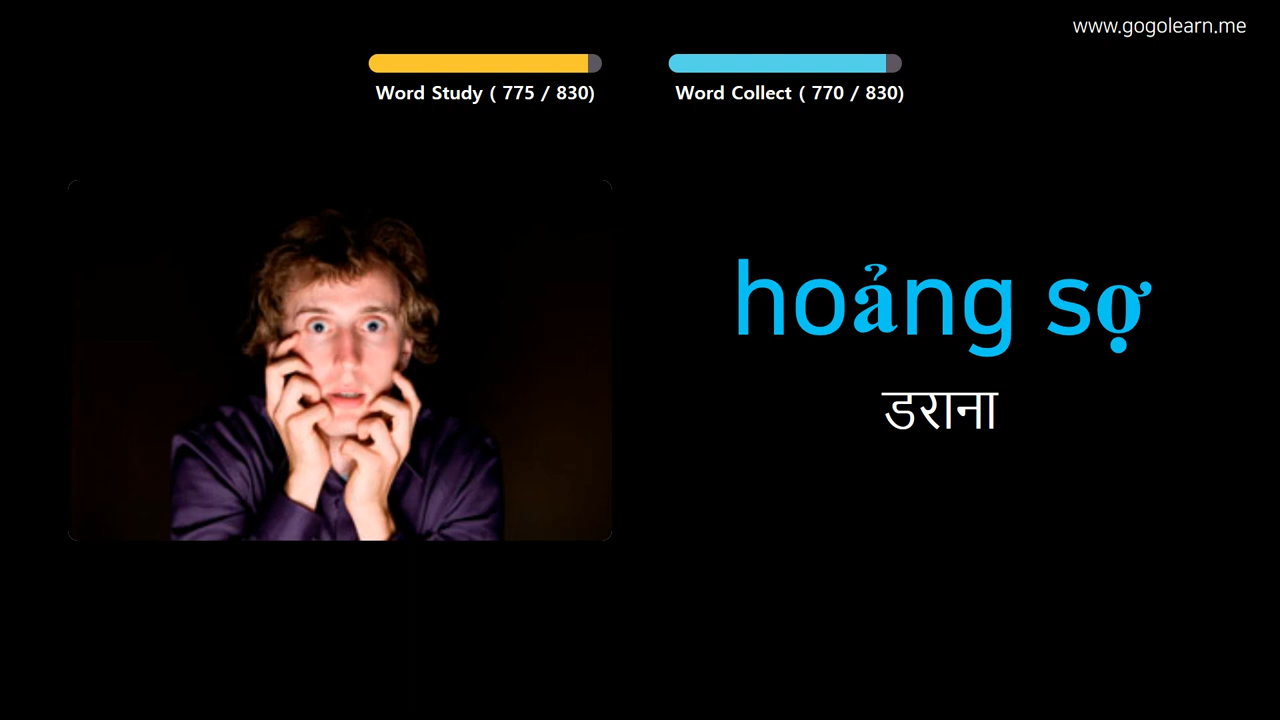 www.gogolearn.me
Word Study ( 775 / 830)
Word Collect ( 770 / 830)
hoảng sợ
डराना